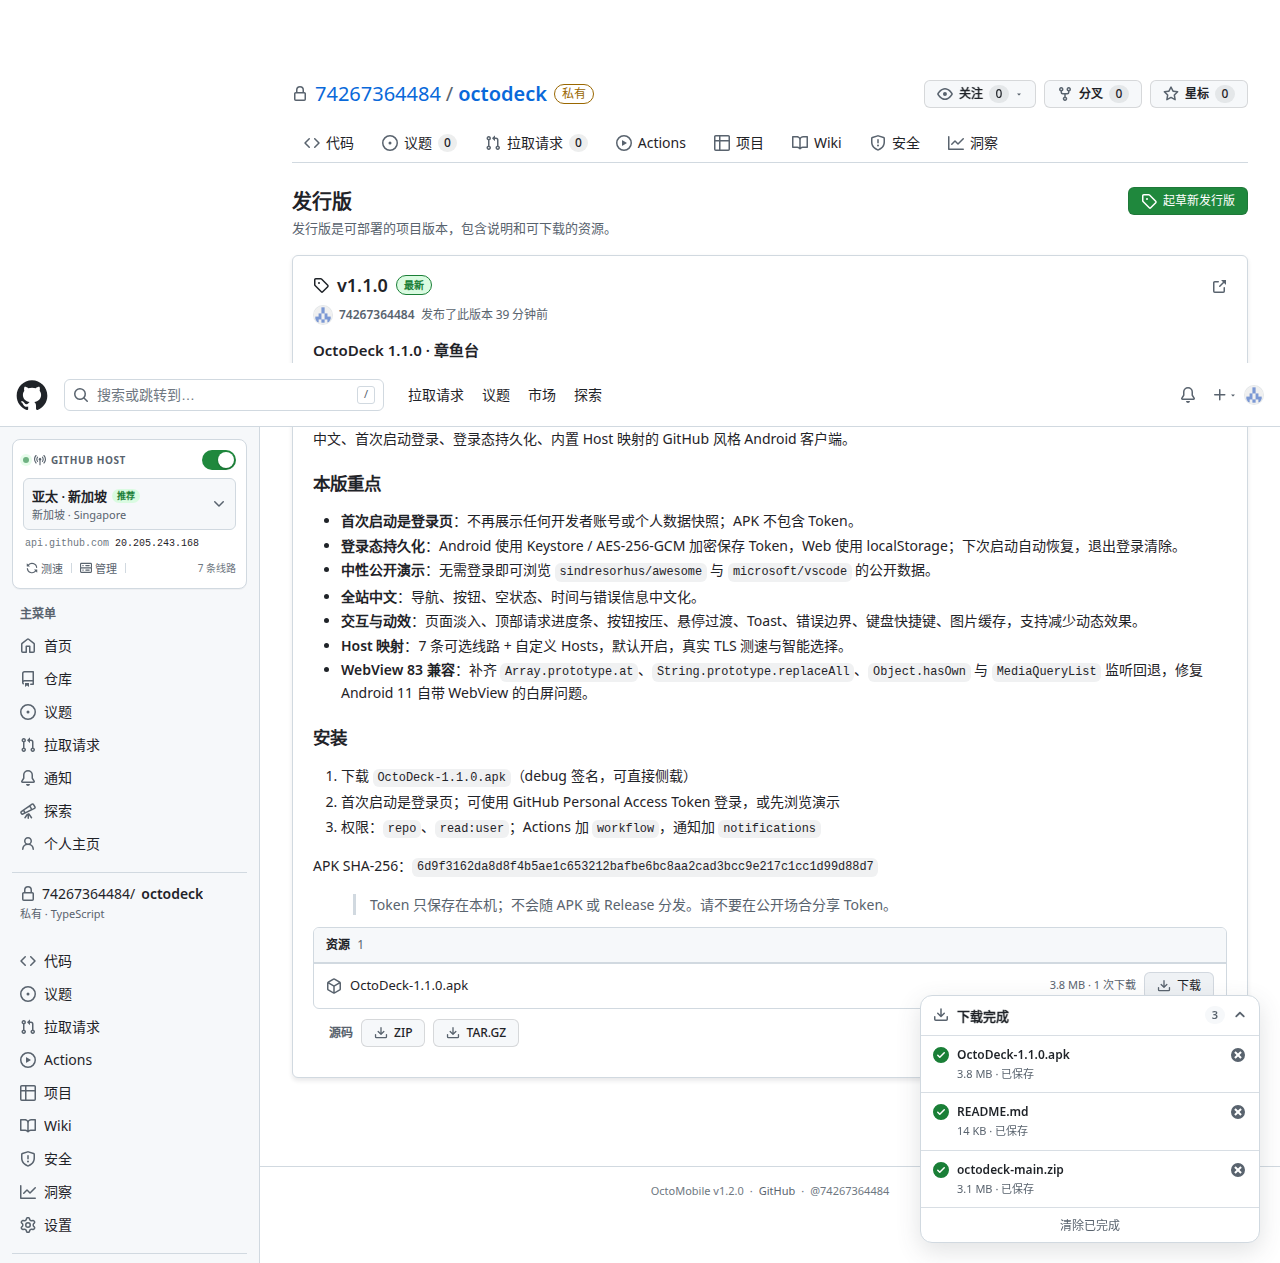 74267364484 / octodeck 私有
关注 0
分叉 0
星标 0
代码
议题 0
拉取请求 0
Actions
项目
Wiki
安全
洞察
发行版
发行版是可部署的项目版本，包含说明和可下载的资源。
起草新发行版
v1.1.0 最新
74267364484 发布了此版本 39 分钟前
OctoDeck 1.1.0 · 章鱼台
搜索或跳转到… /
拉取请求 议题 市场 探索
GITHUB HOST
亚太 · 新加坡 推荐
新加坡 · Singapore
api.github.com 20.205.243.168
测速 管理 7 条线路
主菜单
首页
仓库
议题
拉取请求
通知
探索
个人主页
74267364484/ octodeck
私有 · TypeScript
代码
议题
拉取请求
Actions
项目
Wiki
安全
洞察
设置
中文、首次启动登录、登录态持久化、内置 Host 映射的 GitHub 风格 Android 客户端。
本版重点
• 首次启动是登录页：不再展示任何开发者账号或个人数据快照；APK 不包含 Token。
• 登录态持久化：Android 使用 Keystore / AES-256-GCM 加密保存 Token，Web 使用 localStorage；下次启动自动恢复，退出登录清除。
• 中性公开演示：无需登录即可浏览 sindresorhus/awesome 与 microsoft/vscode 的公开数据。
• 全站中文：导航、按钮、空状态、时间与错误信息中文化。
• 交互与动效：页面淡入、顶部请求进度条、按钮按压、悬停过渡、Toast、错误边界、键盘快捷键、图片缓存，支持减少动态效果。
• Host 映射：7 条可选线路 + 自定义 Hosts，默认开启，真实 TLS 测速与智能选择。
• WebView 83 兼容：补齐 Array.prototype.at、String.prototype.replaceAll、Object.hasOwn 与 MediaQueryList 监听回退，修复
Android 11 自带 WebView 的白屏问题。
安装
1. 下载 OctoDeck-1.1.0.apk（debug 签名，可直接侧载）
2. 首次启动是登录页；可使用 GitHub Personal Access Token 登录，或先浏览演示
3. 权限：repo、read:user；Actions 加 workflow，通知加 notifications
APK SHA-256：6d9f3162da8d8f4b5ae1c653212bafbe6bc8aa2cad3bcc9e217c1cc1d99d88d7
Token 只保存在本机；不会随 APK 或 Release 分发。请不要在公开场合分享 Token。
资源 1
OctoDeck-1.1.0.apk 3.8 MB · 1 次下载 下载
源码 ZIP TAR.GZ
下载完成 3
OctoDeck-1.1.0.apk
3.8 MB · 已保存
README.md
14 KB · 已保存
octodeck-main.zip
3.1 MB · 已保存
清除已完成
OctoMobile v1.2.0 · GitHub · @74267364484